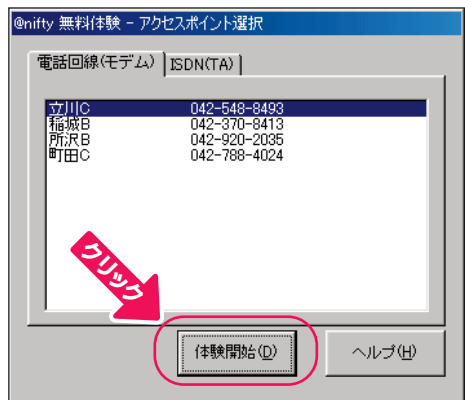 @nifty 無料体験 - アクセスポイント選択
電話回線(モデム) ISDN(TA)
立川C 042-548-8493
稲城B 042-370-8413
所沢B 042-920-2035
町田C 042-788-4024
クリック
体験開始(D) ヘルプ(H)